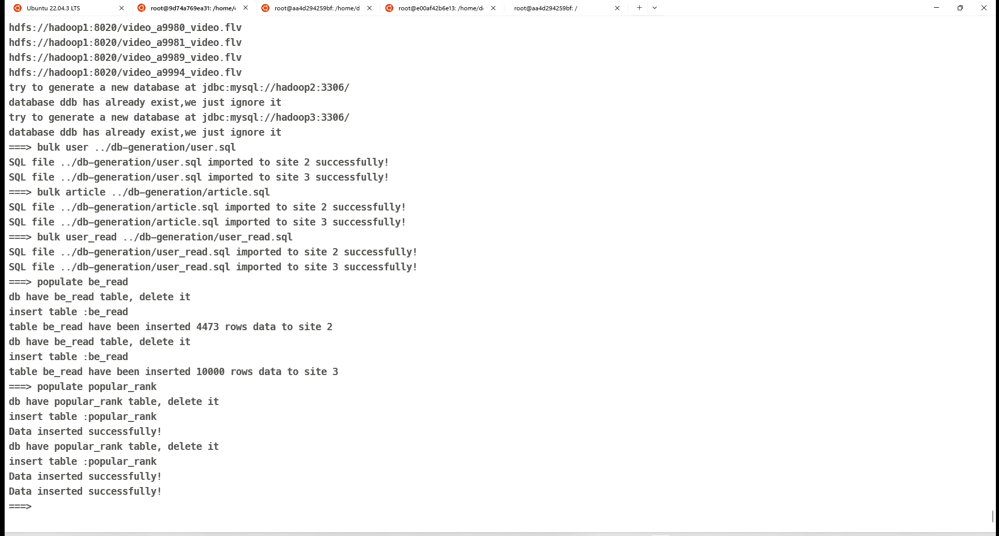 Ubuntu 22.04.3 LTS
root@9d74a769ea31: /home/
root@aa4d294259bf: /home/d
root@e00af42b6e13: /home/d
root@aa4d294259bf: /
hdfs://hadoop1:8020/video_a9980_video.flv
hdfs://hadoop1:8020/video_a9981_video.flv
hdfs://hadoop1:8020/video_a9989_video.flv
hdfs://hadoop1:8020/video_a9994_video.flv
try to generate a new database at jdbc:mysql://hadoop2:3306/
database ddb has already exist,we just ignore it
try to generate a new database at jdbc:mysql://hadoop3:3306/
database ddb has already exist,we just ignore it
===> bulk user ../db-generation/user.sql
SQL file ../db-generation/user.sql imported to site 2 successfully!
SQL file ../db-generation/user.sql imported to site 3 successfully!
===> bulk article ../db-generation/article.sql
SQL file ../db-generation/article.sql imported to site 2 successfully!
SQL file ../db-generation/article.sql imported to site 3 successfully!
===> bulk user_read ../db-generation/user_read.sql
SQL file ../db-generation/user_read.sql imported to site 2 successfully!
SQL file ../db-generation/user_read.sql imported to site 3 successfully!
===> populate be_read
db have be_read table, delete it
insert table :be_read
table be_read have been inserted 4473 rows data to site 2
db have be_read table, delete it
insert table :be_read
table be_read have been inserted 10000 rows data to site 3
===> populate popular_rank
db have popular_rank table, delete it
insert table :popular_rank
Data inserted successfully!
db have popular_rank table, delete it
insert table :popular_rank
Data inserted successfully!
Data inserted successfully!
===>